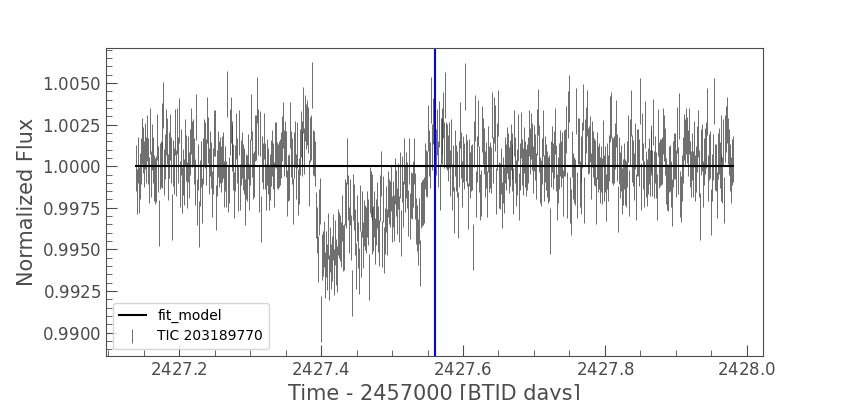 1.0050
1.0025
1.0000
0.9975
0.9950
0.9925
0.9900
Normalized Flux
fit_model
TIC 203189770
2427.2 2427.4 2427.6 2427.8 2428.0
Time - 2457000 [BTJD days]